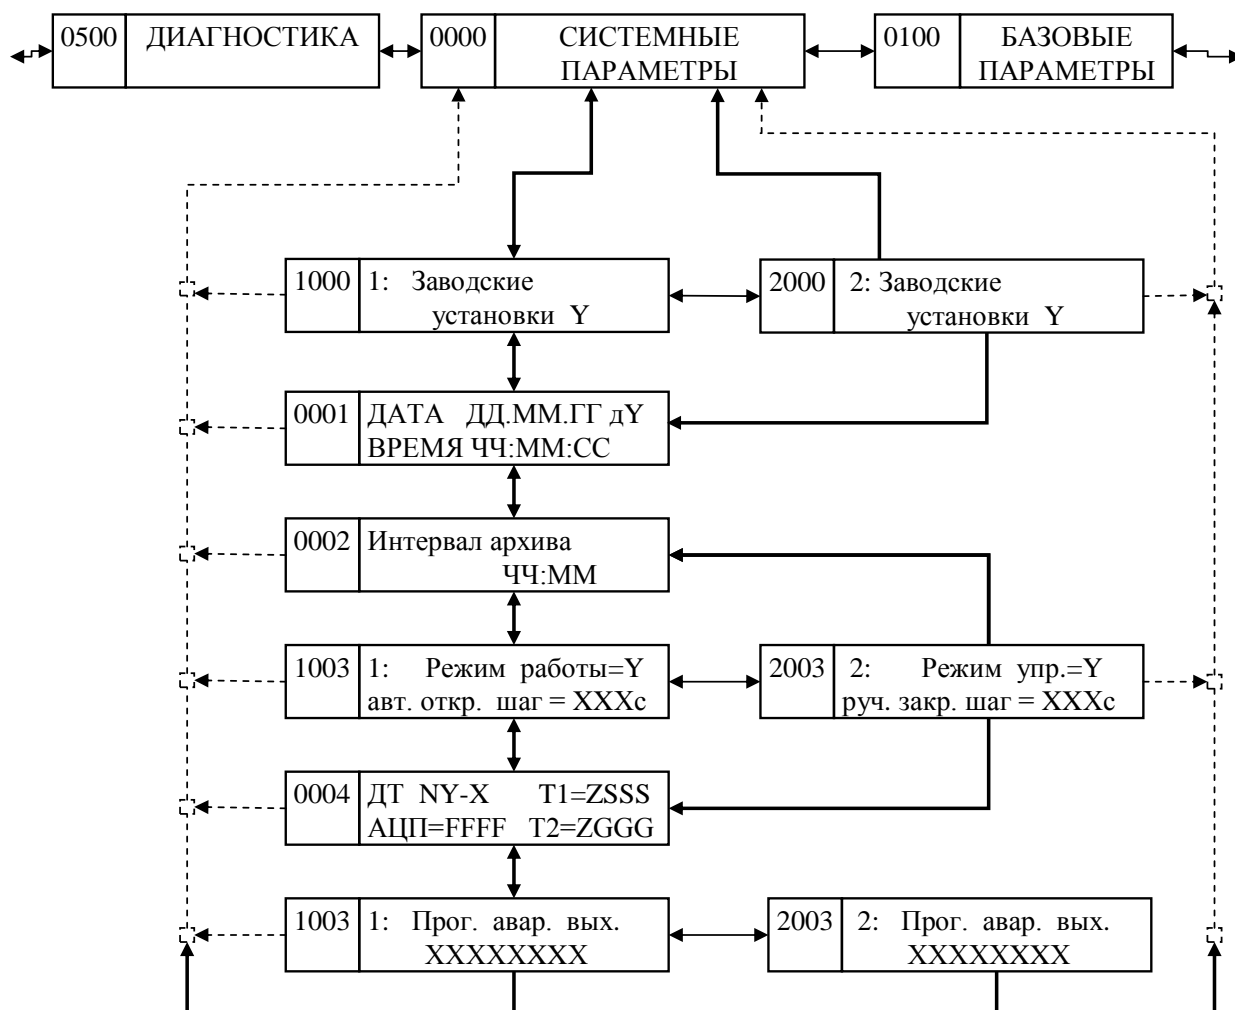 0500 ДИАГНОСТИКА
0000 СИСТЕМНЫЕ
ПАРАМЕТРЫ
0100 БАЗОВЫЕ
ПАРАМЕТРЫ
1000 1: Заводские
установки Y
2000 2: Заводские
установки Y
0001 ДАТА ДД.ММ.ГГ дY
ВРЕМЯ ЧЧ:ММ:СС
0002 Интервал архива
ЧЧ:ММ
1003 1: Режим работы=Y
авт. откр. шаг = XXXс
2003 2: Режим упр.=Y
руч. закр. шаг = XXXс
0004 ДТ NY-X T1=ZSSS
АЦП=FFFF T2=ZGGG
1003 1: Прог. авар. вых.
XXXXXXXX
2003 2: Прог. авар. вых.
XXXXXXXX